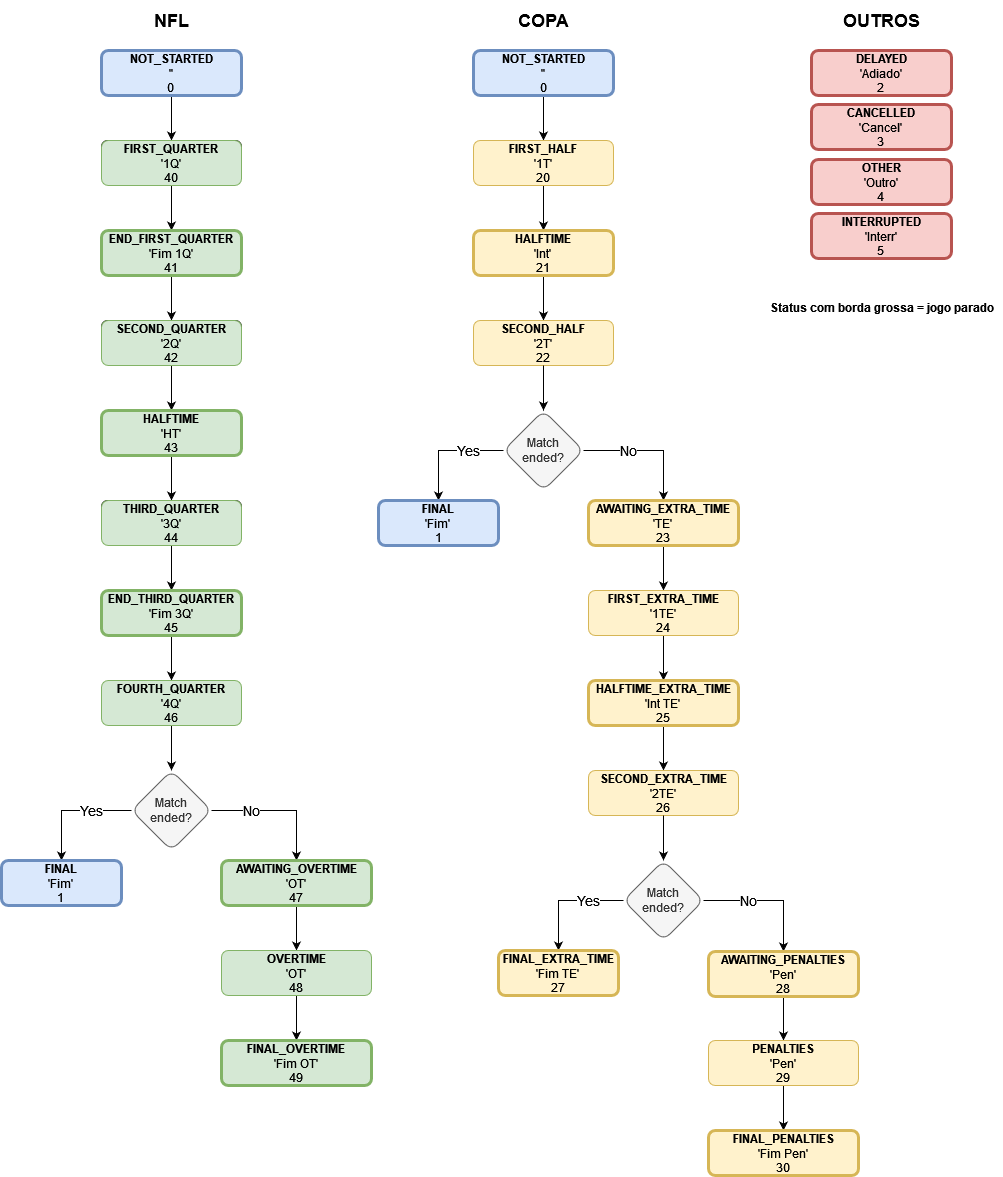 NFL
NOT_STARTED
''
0
FIRST_QUARTER
'1Q'
40
END_FIRST_QUARTER
'Fim 1Q'
41
SECOND_QUARTER
'2Q'
42
HALFTIME
'HT'
43
THIRD_QUARTER
'3Q'
44
END_THIRD_QUARTER
'Fim 3Q'
45
FOURTH_QUARTER
'4Q'
46
Match
ended?
Yes
No
FINAL
'Fim'
1
AWAITING_OVERTIME
'OT'
47
OVERTIME
'OT'
48
FINAL_OVERTIME
'Fim OT'
49
COPA
NOT_STARTED
''
0
FIRST_HALF
'1T'
20
HALFTIME
'Int'
21
SECOND_HALF
'2T'
22
Match
ended?
Yes
No
FINAL
'Fim'
1
AWAITING_EXTRA_TIME
'TE'
23
FIRST_EXTRA_TIME
'1TE'
24
HALFTIME_EXTRA_TIME
'Int TE'
25
SECOND_EXTRA_TIME
'2TE'
26
Match
ended?
Yes
No
FINAL_EXTRA_TIME
'Fim TE'
27
AWAITING_PENALTIES
'Pen'
28
PENALTIES
'Pen'
29
FINAL_PENALTIES
'Fim Pen'
30
OUTROS
DELAYED
'Adiado'
2
CANCELLED
'Cancel'
3
OTHER
'Outro'
4
INTERRUPTED
'Interr'
5
Status com borda grossa = jogo parado